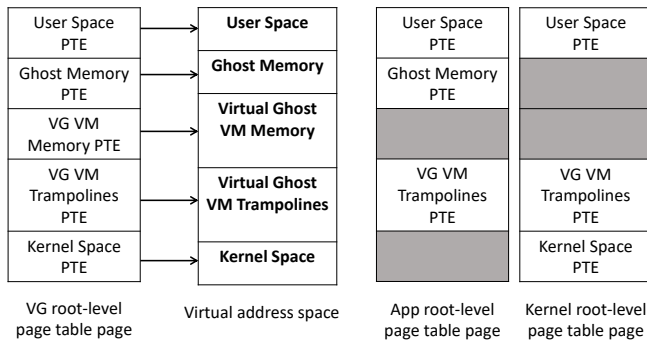 User Space
PTE
Ghost Memory
PTE
VG VM
Memory PTE
VG VM
Trampolines
PTE
Kernel Space
PTE
VG root-level
page table page
User Space
Ghost Memory
Virtual Ghost
VM Memory
Virtual Ghost
VM Trampolines
Kernel Space
Virtual address space
User Space
PTE
Ghost Memory
PTE
VG VM
Trampolines
PTE
App root-level
page table page
User Space
PTE
VG VM
Trampolines
PTE
Kernel Space
PTE
Kernel root-level
page table page